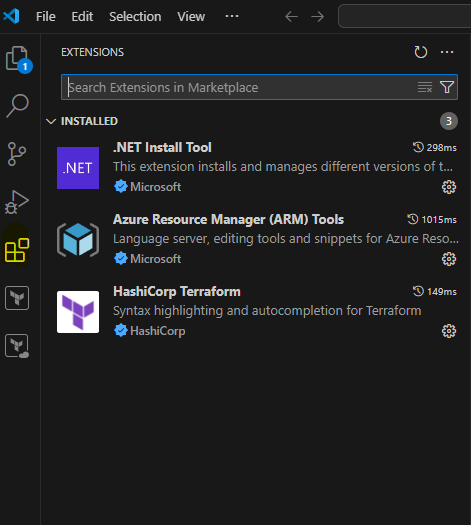 File Edit Selection View ...
1
EXTENSIONS
Search Extensions in Marketplace
INSTALLED 3
.NET
.NET Install Tool 298ms
This extension installs and manages different versions of t...
Microsoft
Azure Resource Manager (ARM) Tools 1015ms
Language server, editing tools and snippets for Azure Reso...
Microsoft
HashiCorp Terraform 149ms
Syntax highlighting and autocompletion for Terraform
HashiCorp